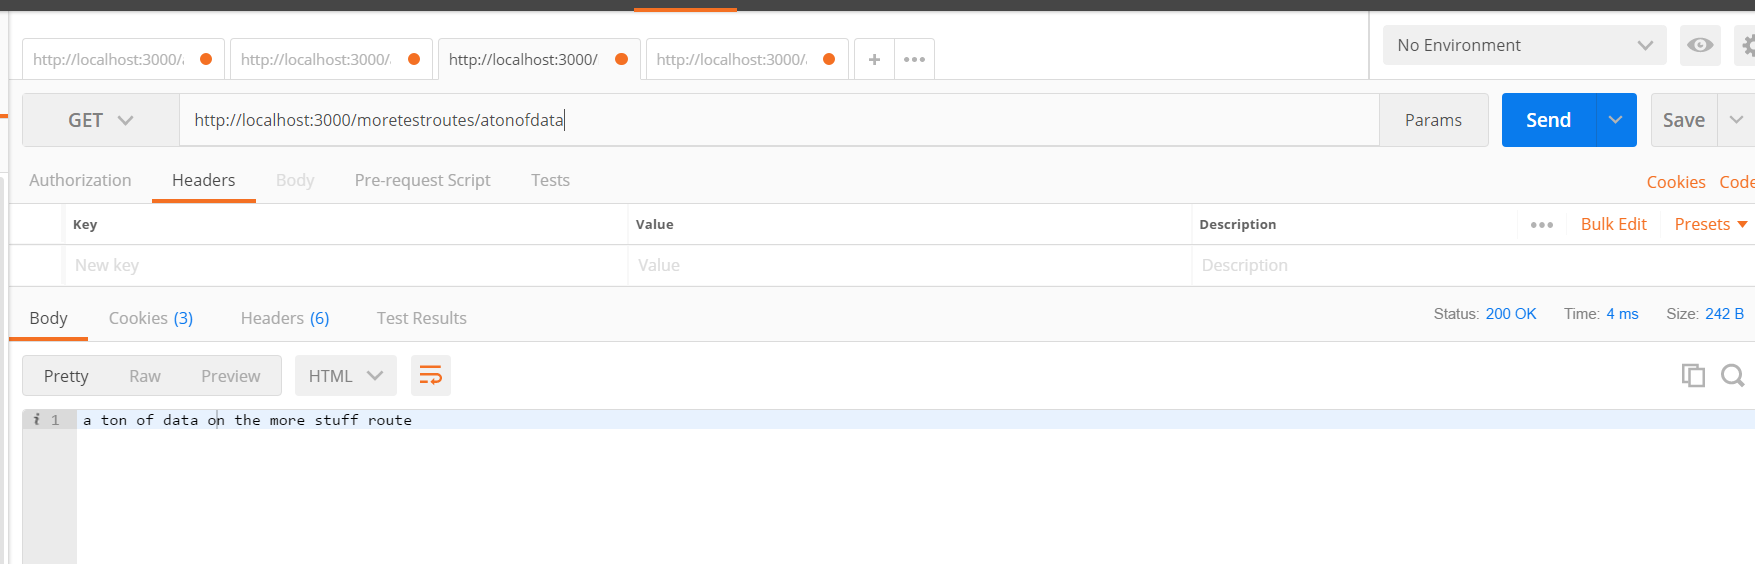 http://localhost:3000/ http://localhost:3000/ http://localhost:3000/ http://localhost:3000/ + ••• No Environment
GET http://localhost:3000/moretestroutes/atonofdata Params Send Save
Authorization Headers Body Pre-request Script Tests Cookies Code
Key Value Description ••• Bulk Edit Presets
New key Value Description
Body Cookies (3) Headers (6) Test Results Status: 200 OK Time: 4 ms Size: 242 B
Pretty Raw Preview HTML
i 1 a ton of data on the more stuff route